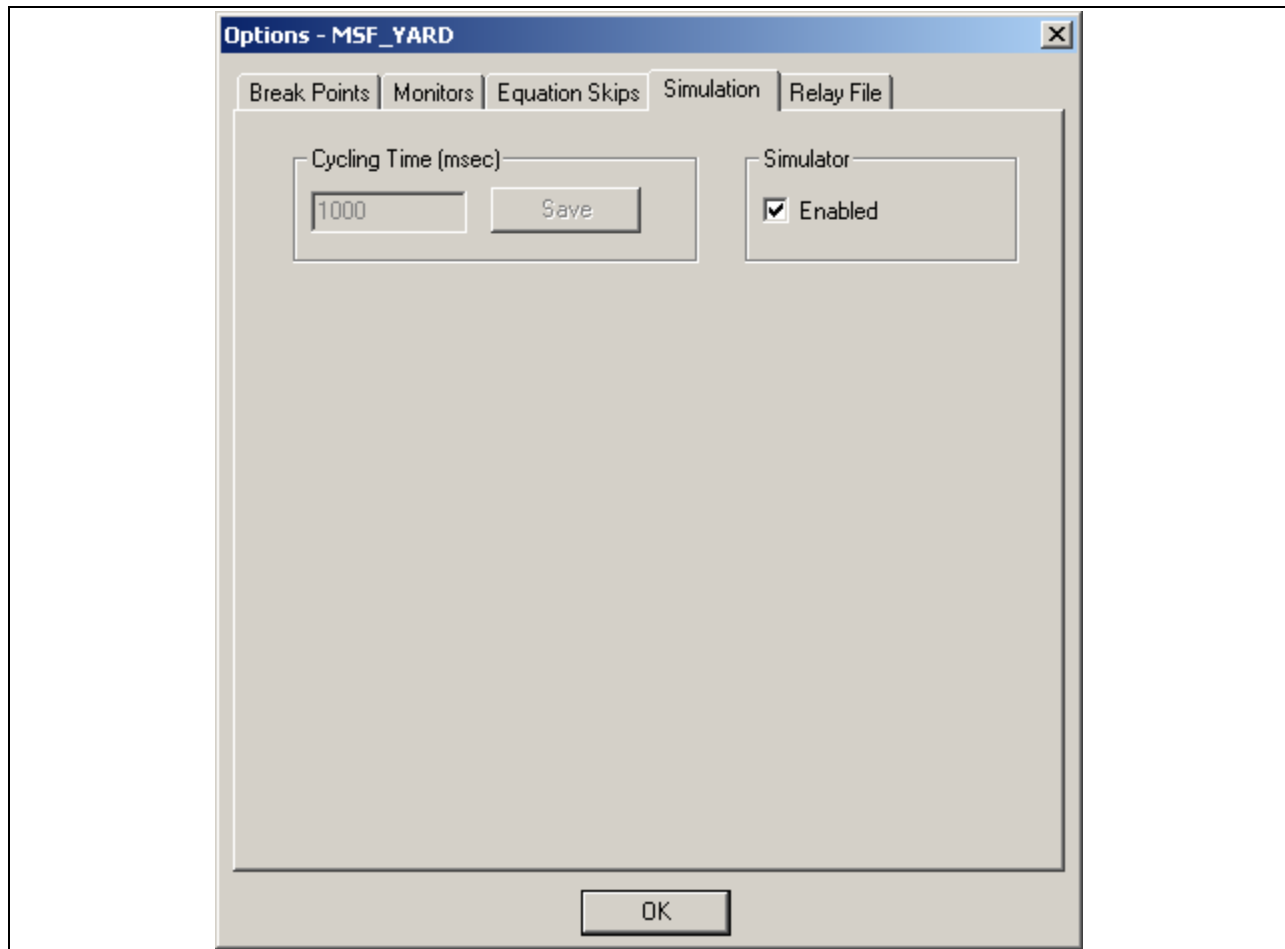 Options - MSF_YARD
Break Points Monitors Equation Skips Simulation Relay File
Cycling Time (msec) Simulator
1000 Save Enabled
OK